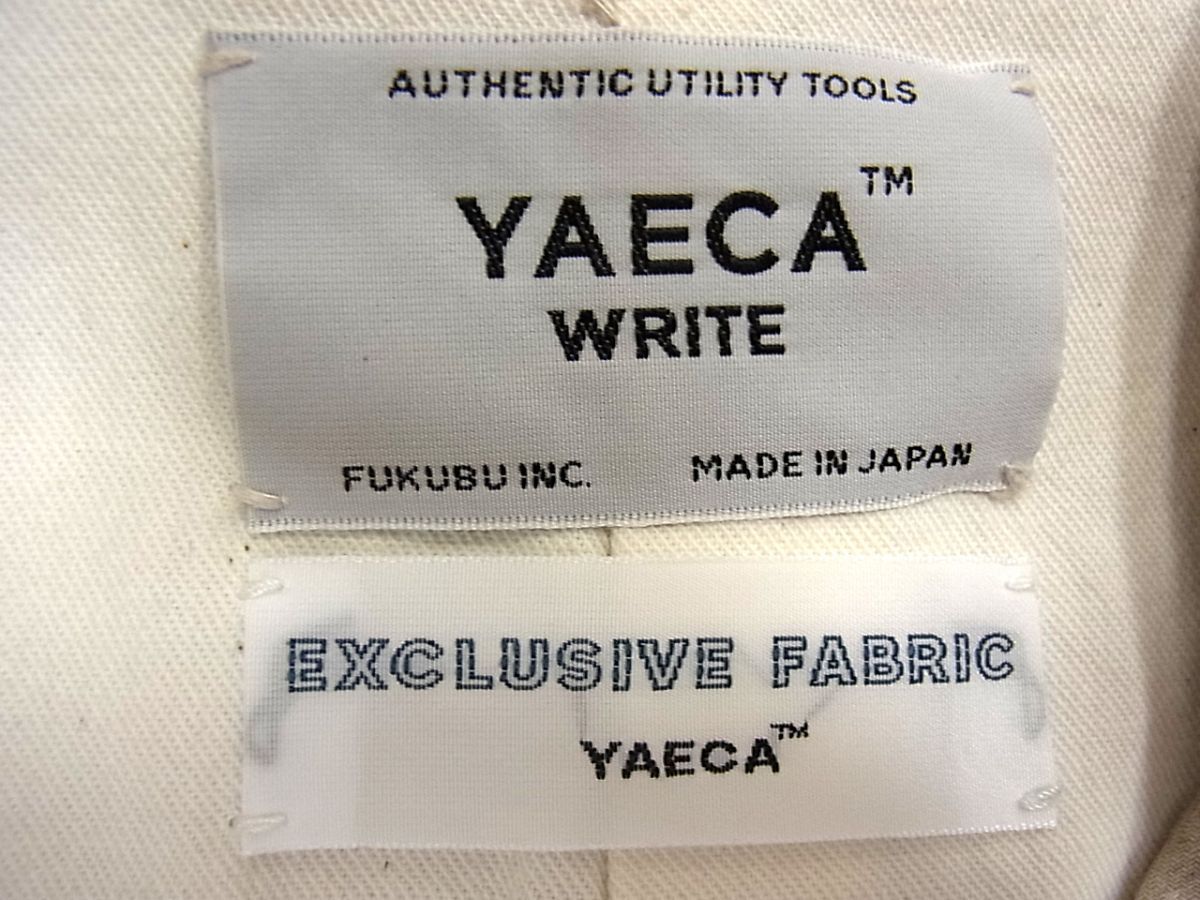 AUTHENTIC UTILITY TOOLS
YAECA™
WRITE
FUKUBU INC. MADE IN JAPAN
EXCLUSIVE FABRIC
YAECA™